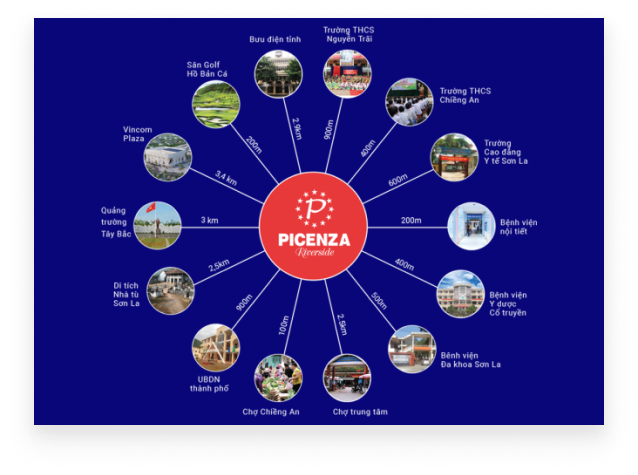 Trường THCS
Nguyễn Trãi
Bưu điện tỉnh
Sân Golf
Hồ Bản Cá
Trường THCS
Chiềng An
Vincom
Plaza
Trường
Cao đẳng
Y tế Sơn La
2.9km
900m
200m
400m
3,4 km
600m
Quảng
trường
Tây Bắc
3 km
P
PICENZA
Riverside
200m
Bệnh viện
nội tiết
2,5km
400m
Di tích
Nhà tù
Sơn La
900m
100m
2.5km
500m
Bệnh viện
Y dược
Cổ truyền
UBDN
thành phố
Bênh viện
Đa khoa Sơn La
Chợ Chiềng An
Chợ trung tâm